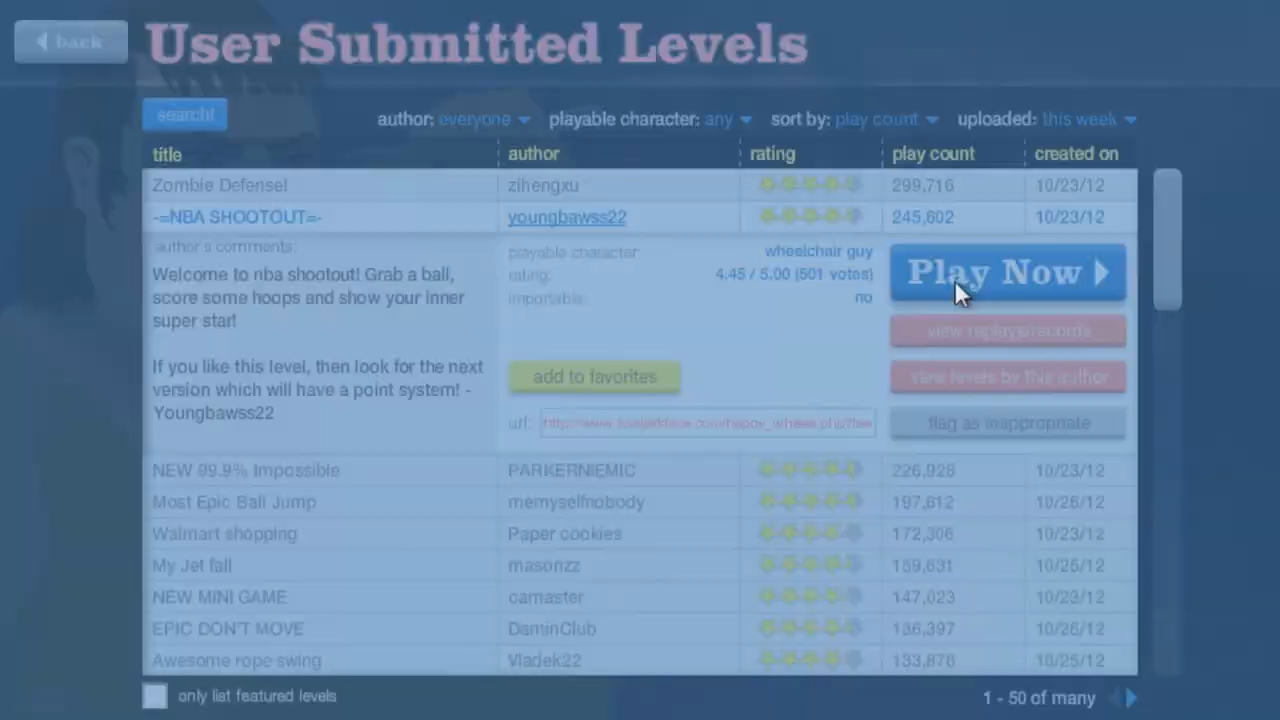 back
User Submitted Levels
search!
author: everyone playable character: any sort by: play count uploaded: this week
title author rating play count created on
Zombie Defense! zihengxu 299,716 10/23/12
-=NBA SHOOTOUT=- youngbawss22 245,602 10/23/12
author's comments:
Welcome to nba shootout! Grab a ball,
score some hoops and show your inner
super star!
If you like this level, then look for the next
version which will have a point system! -
Youngbawss22
playable character: wheelchair guy
rating: 4.45 / 5.00 (501 votes)
importable: no
add to favorites
url:
Play Now
view replays/records
view levels by this author
flag as inappropriate
NEW 99.9% Impossible PARKERNIEMIC 226,928 10/23/12
Most Epic Ball Jump memyselfnobody 197,612 10/26/12
Walmart shopping Paper cookies 172,306 10/23/12
My Jet fall masonzz 159,631 10/25/12
NEW MINI GAME camaster 147,023 10/23/12
EPIC DON'T MOVE DaminClub 136,397 10/26/12
Awesome rope swing Vladek22 133,876 10/25/12
only list featured levels
1 - 50 of many